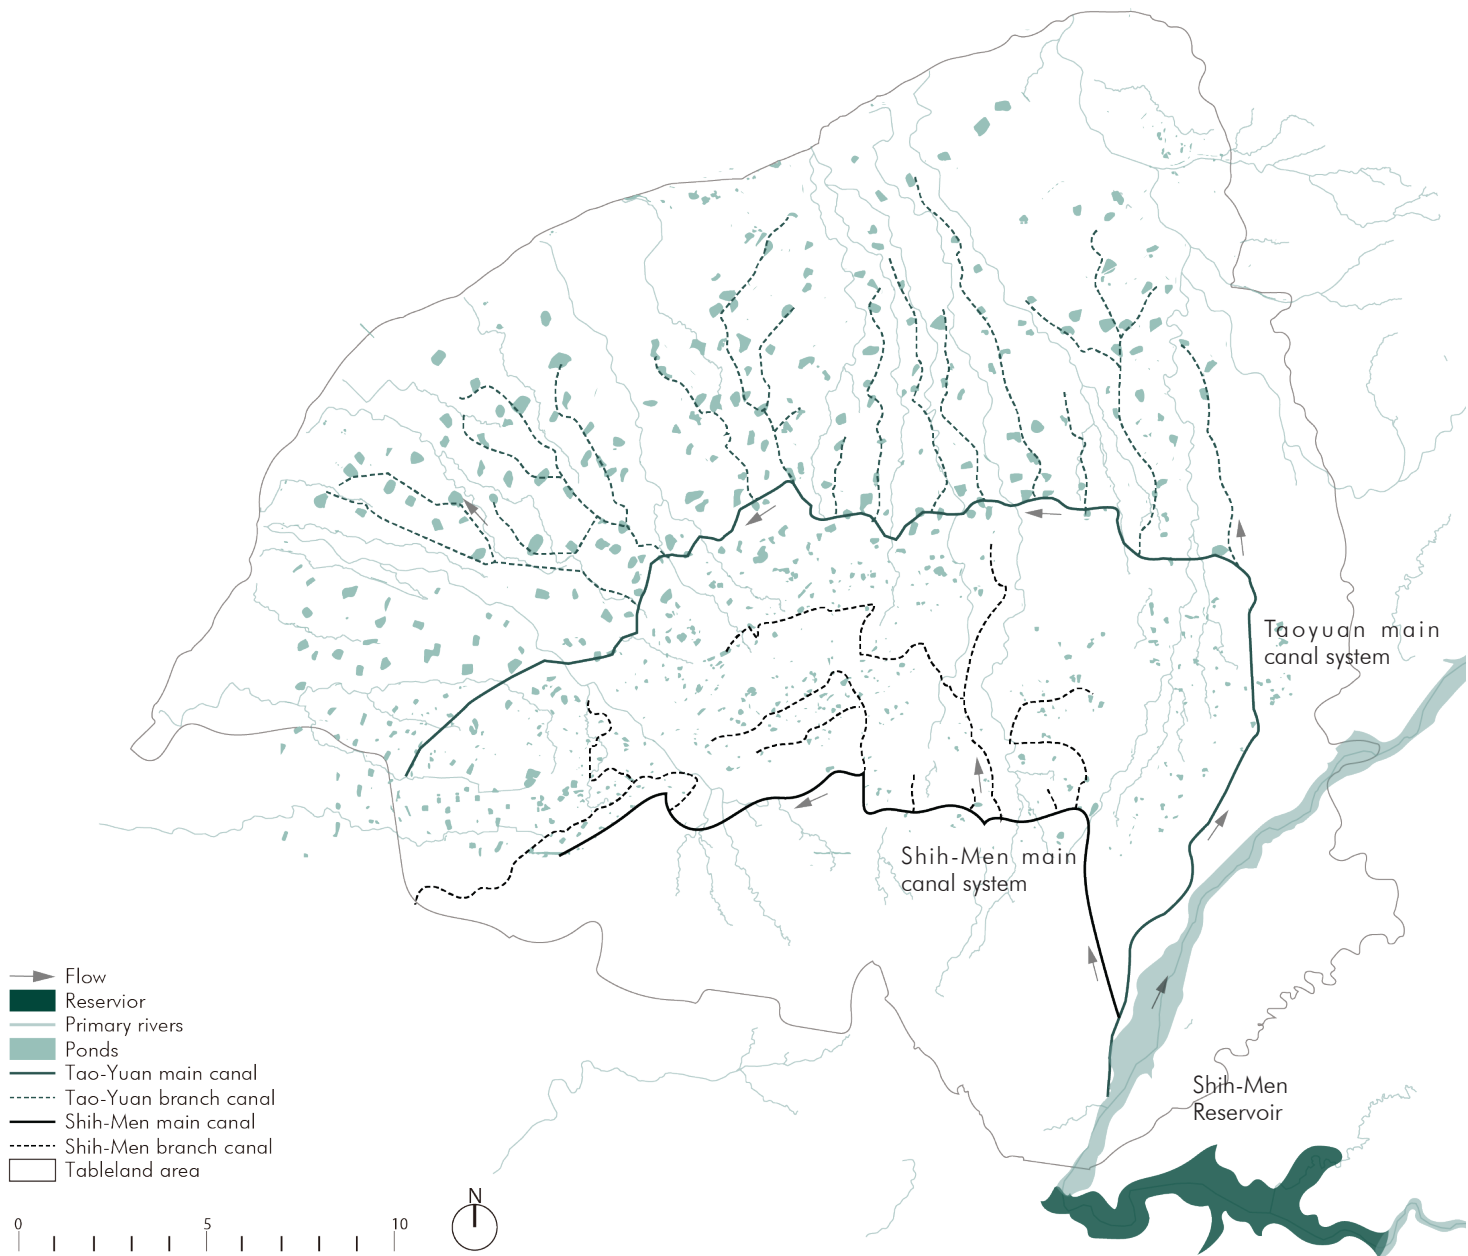 Taoyuan main
canal system
Shih-Men main
canal system
Shih-Men
Reservoir
Flow
Reservior
Primary rivers
Ponds
Tao-Yuan main canal
Tao-Yuan branch canal
Shih-Men main canal
Shih-Men branch canal
Tableland area
N
0 5 10